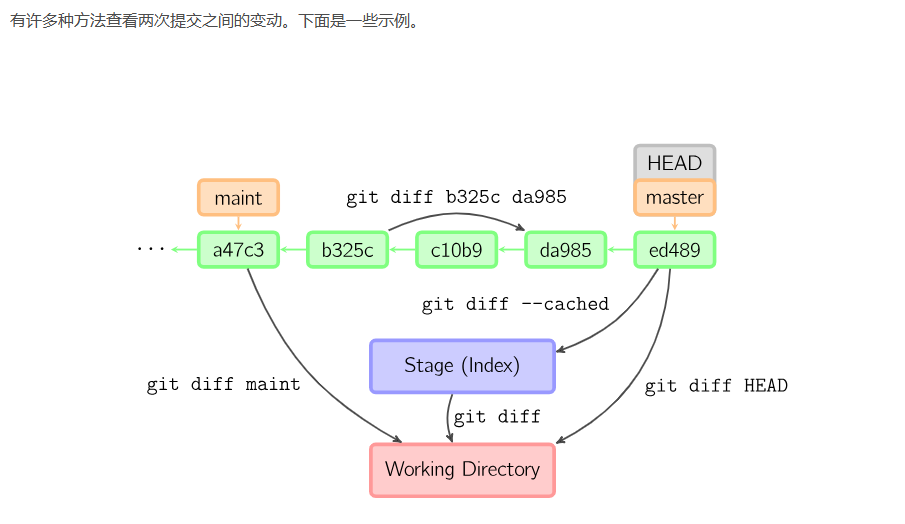 有许多种方法查看两次提交之间的变动。下面是一些示例。
HEAD
maint
git diff b325c da985
master
...
a47c3
b325c
c10b9
da985
ed489
git diff --cached
Stage (Index)
git diff maint
git diff HEAD
git diff
Working Directory